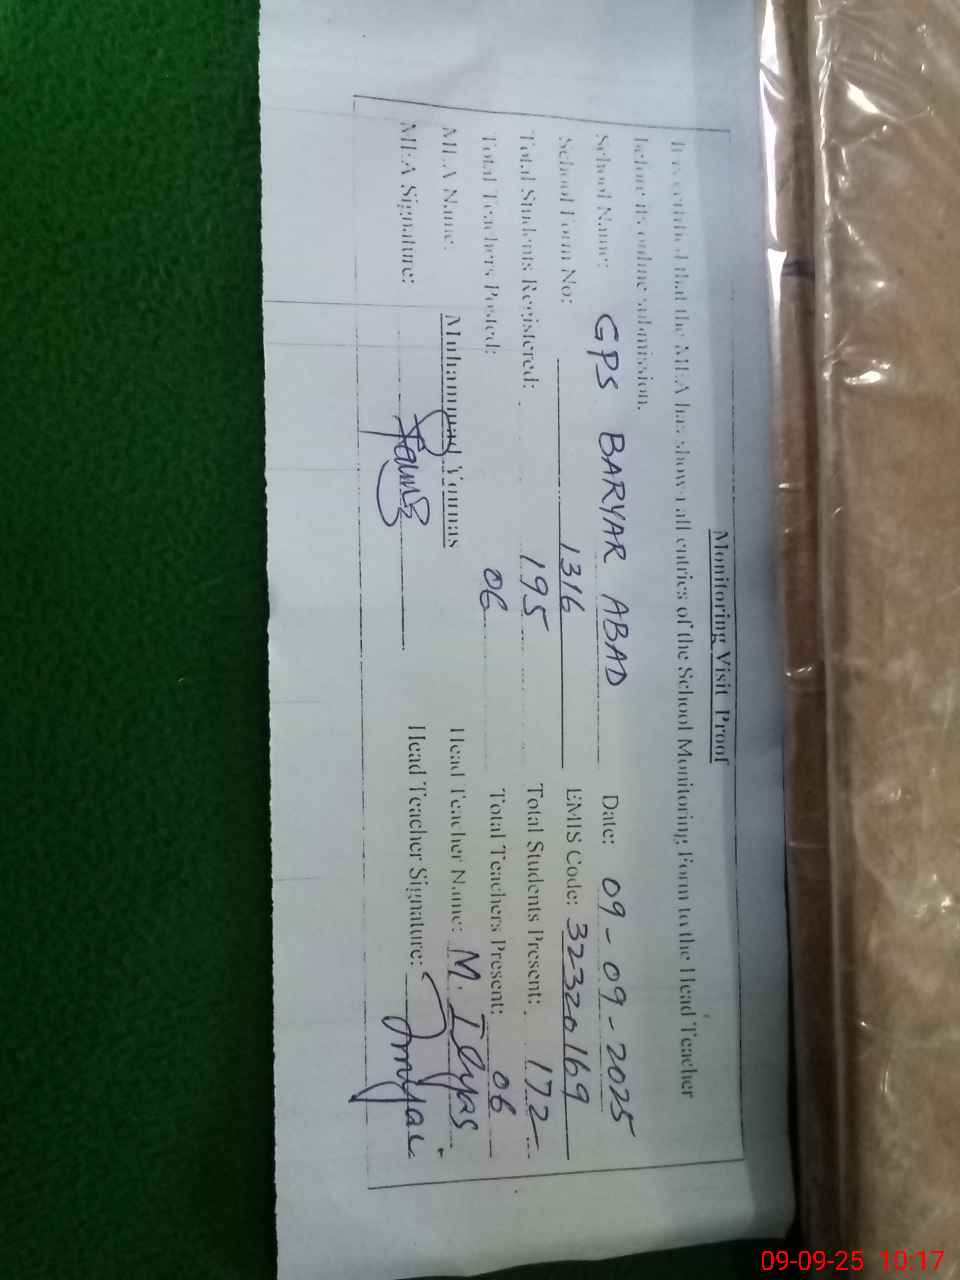 Monitoring Visit Proof
It is certified that the MEA has shown all entries of the School Monitoring Form to the Head Teacher
before its online submission.
School Name: GPS BARYAR ABAD Date: 09-09-2025
School Form No: 1316 EMIS Code: 32320169
Total Students Registered: 195 Total Students Present: 172
Total Teachers Posted: 06 Total Teachers Present: 06
MEA Name: Muhammad Younas Head Teacher Name: M. Ilyas
MEA Signature: Head Teacher Signature:
09-09-25 10:17